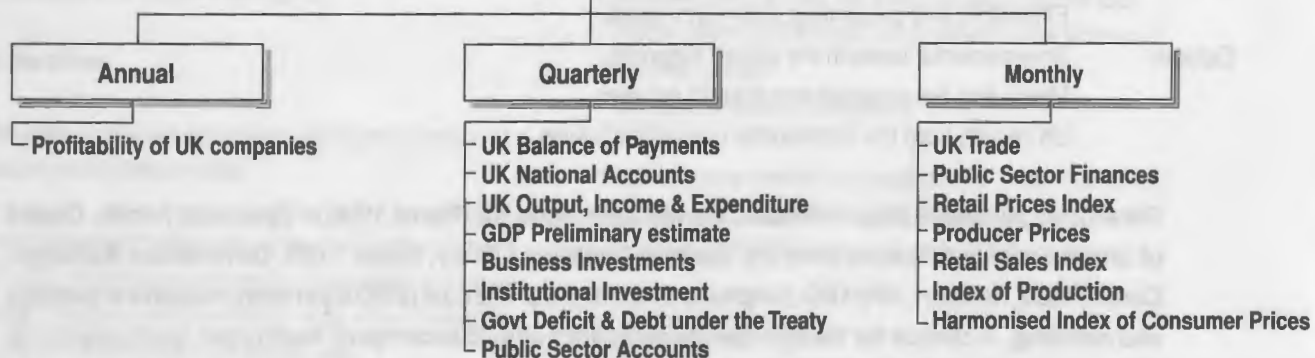 Annual
Profitability of UK companies
Quarterly
UK Balance of Payments
UK National Accounts
UK Output, Income & Expenditure
GDP Preliminary estimate
Business Investments
Institutional Investment
Govt Deficit & Debt under the Treaty
Public Sector Accounts
Monthly
UK Trade
Public Sector Finances
Retail Prices Index
Producer Prices
Retail Sales Index
Index of Production
Harmonised Index of Consumer Prices